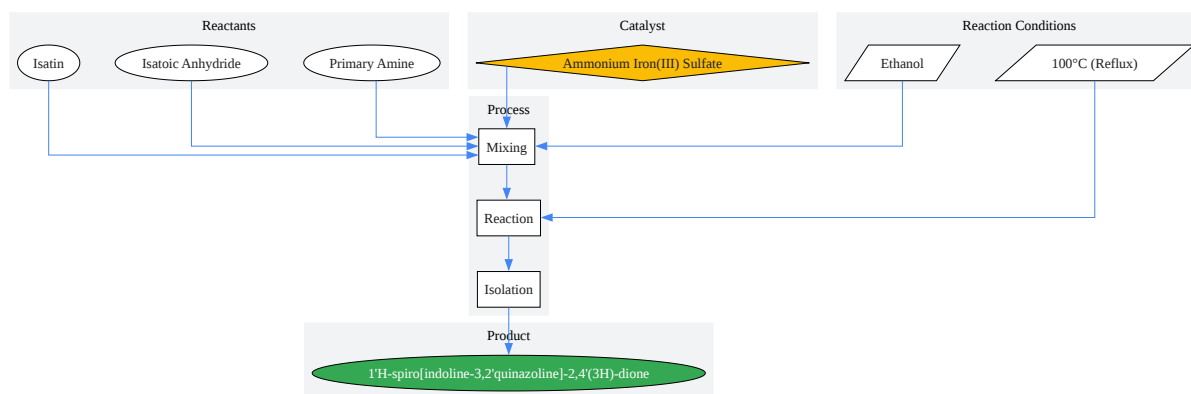 Reactants
Catalyst
Reaction Conditions
Isatin
Isatoic Anhydride
Primary Amine
Ammonium Iron(III) Sulfate
Ethanol
100°C (Reflux)
Process
Mixing
Reaction
Isolation
Product
1'H-spiro[indoline-3,2'quinazoline]-2,4'(3H)-dione